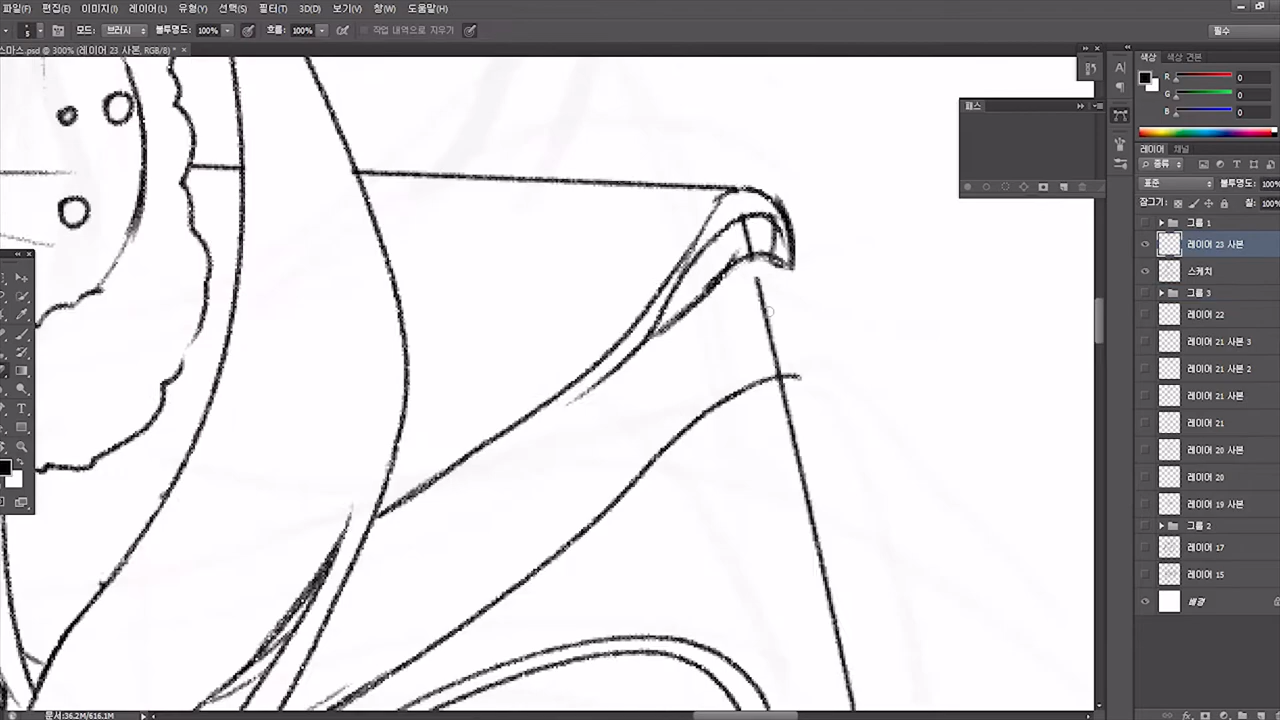 파일(F) 편집(E) 이미지(I) 레이어(L) 유형(Y) 선택(S) 필터(T) 3D(D) 보기(V) 창(W) 도움말(H)
5 모드: 브러시 불투명도: 100% 흐름: 100% 작업 내역으로 지우기 필수
스마스.psd @ 300% (레이어 23 사본, RGB/8) * ×
색상 색상 견본
R 0
G 0
B 0
패스
레이어 채널
종류
표준 불투명도: 100%
잠그기: 칠: 100%
그룹 1
레이어 23 사본
스케치
그룹 3
레이어 22
레이어 21 사본 3
레이어 21 사본 2
레이어 21 사본
레이어 21
레이어 20 사본
레이어 20
레이어 19 사본
그룹 2
레이어 17
레이어 15
배경
문서:36.2M/616.1M